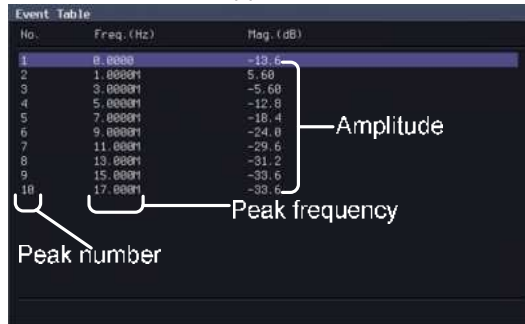 Event Table
No. Freq.(Hz) Mag.(dB)
1 0.0000 -13.6
2 1.0000M 5.60
3 3.0000M -5.60
4 5.0000M -12.8
5 7.0000M -18.4
6 9.0000M -24.0
7 11.000M -29.6
8 13.000M -31.2
9 15.000M -33.6
10 17.000M -33.6
Amplitude
Peak frequency
Peak number